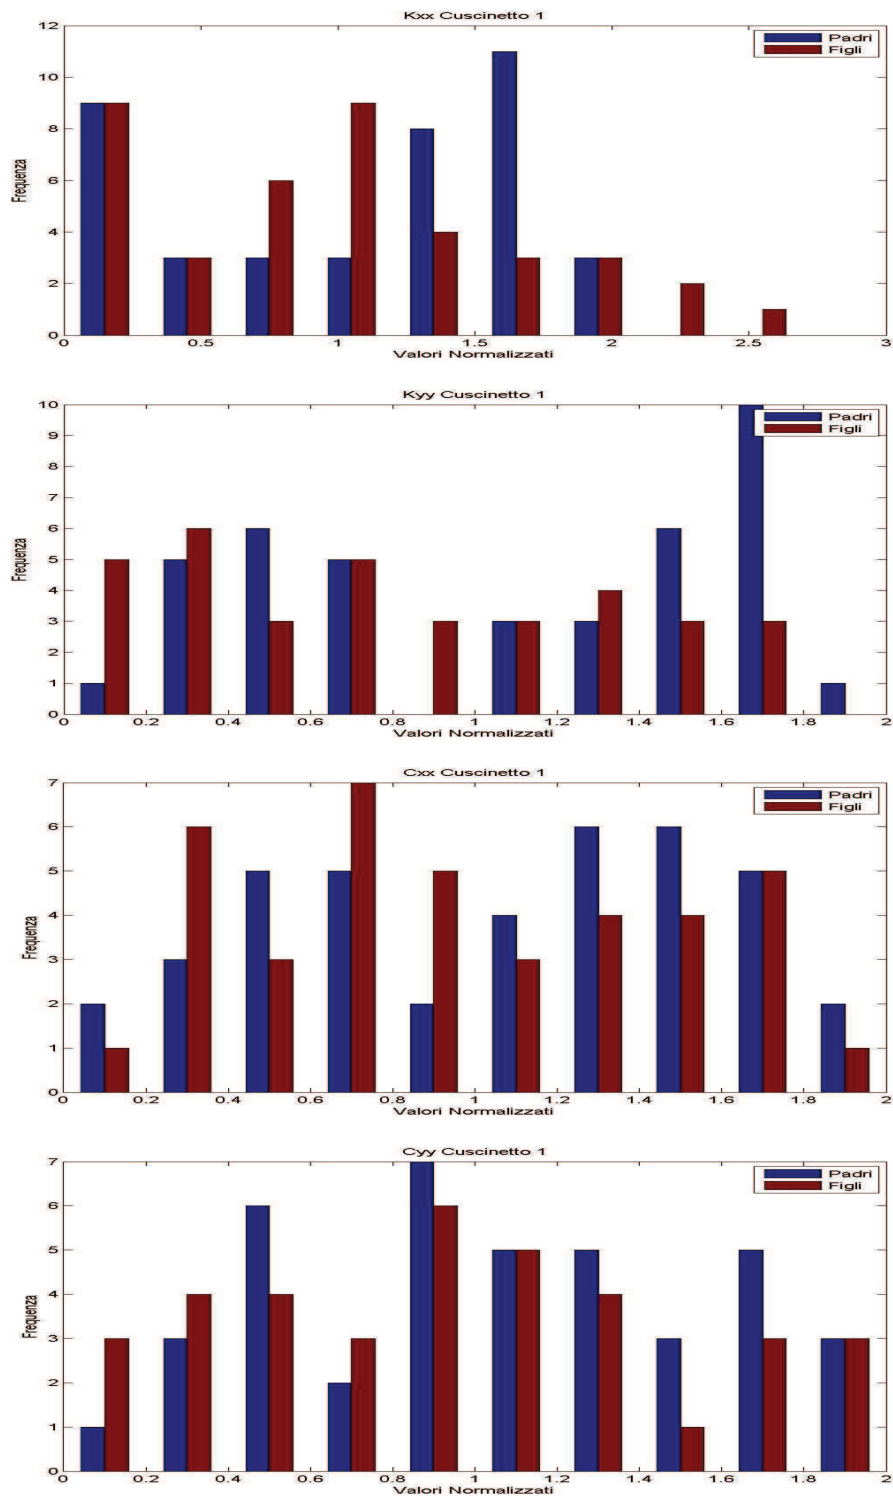 Kxx Cuscinetto 1
12
10
8
6
4
2
0
Frequenza
Padri
Figli
0 0.5 1 1.5 2 2.5 3
Valori Normalizzati
Kyy Cuscinetto 1
10
9
8
7
6
5
4
3
2
1
0
Frequenza
Padri
Figli
0 0.2 0.4 0.6 0.8 1 1.2 1.4 1.6 1.8 2
Valori Normalizzati
Cxx Cuscinetto 1
7
6
5
4
3
2
1
0
Frequenza
Padri
Figli
0 0.2 0.4 0.6 0.8 1 1.2 1.4 1.6 1.8 2
Valori Normalizzati
Cyy Cuscinetto 1
7
6
5
4
3
2
1
0
Frequenza
Padri
Figli
0 0.2 0.4 0.6 0.8 1 1.2 1.4 1.6 1.8 2
Valori Normalizzati